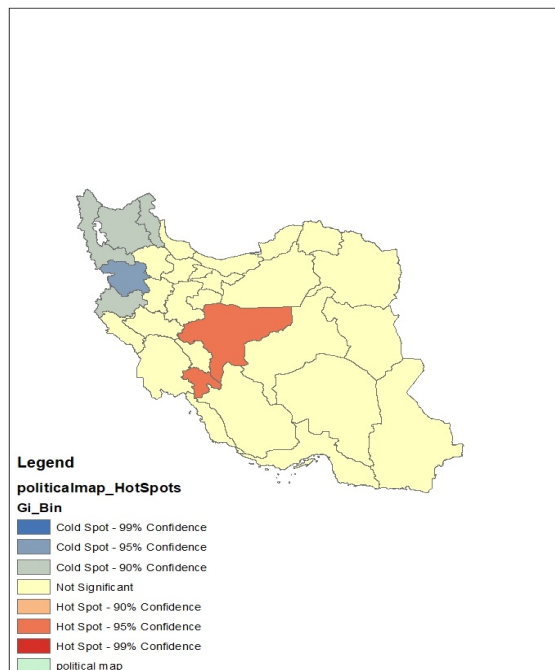 Legend
politicalmap_HotSpots
Gi_Bin
Cold Spot - 99% Confidence
Cold Spot - 95% Confidence
Cold Spot - 90% Confidence
Not Significant
Hot Spot - 90% Confidence
Hot Spot - 95% Confidence
Hot Spot - 99% Confidence
political map